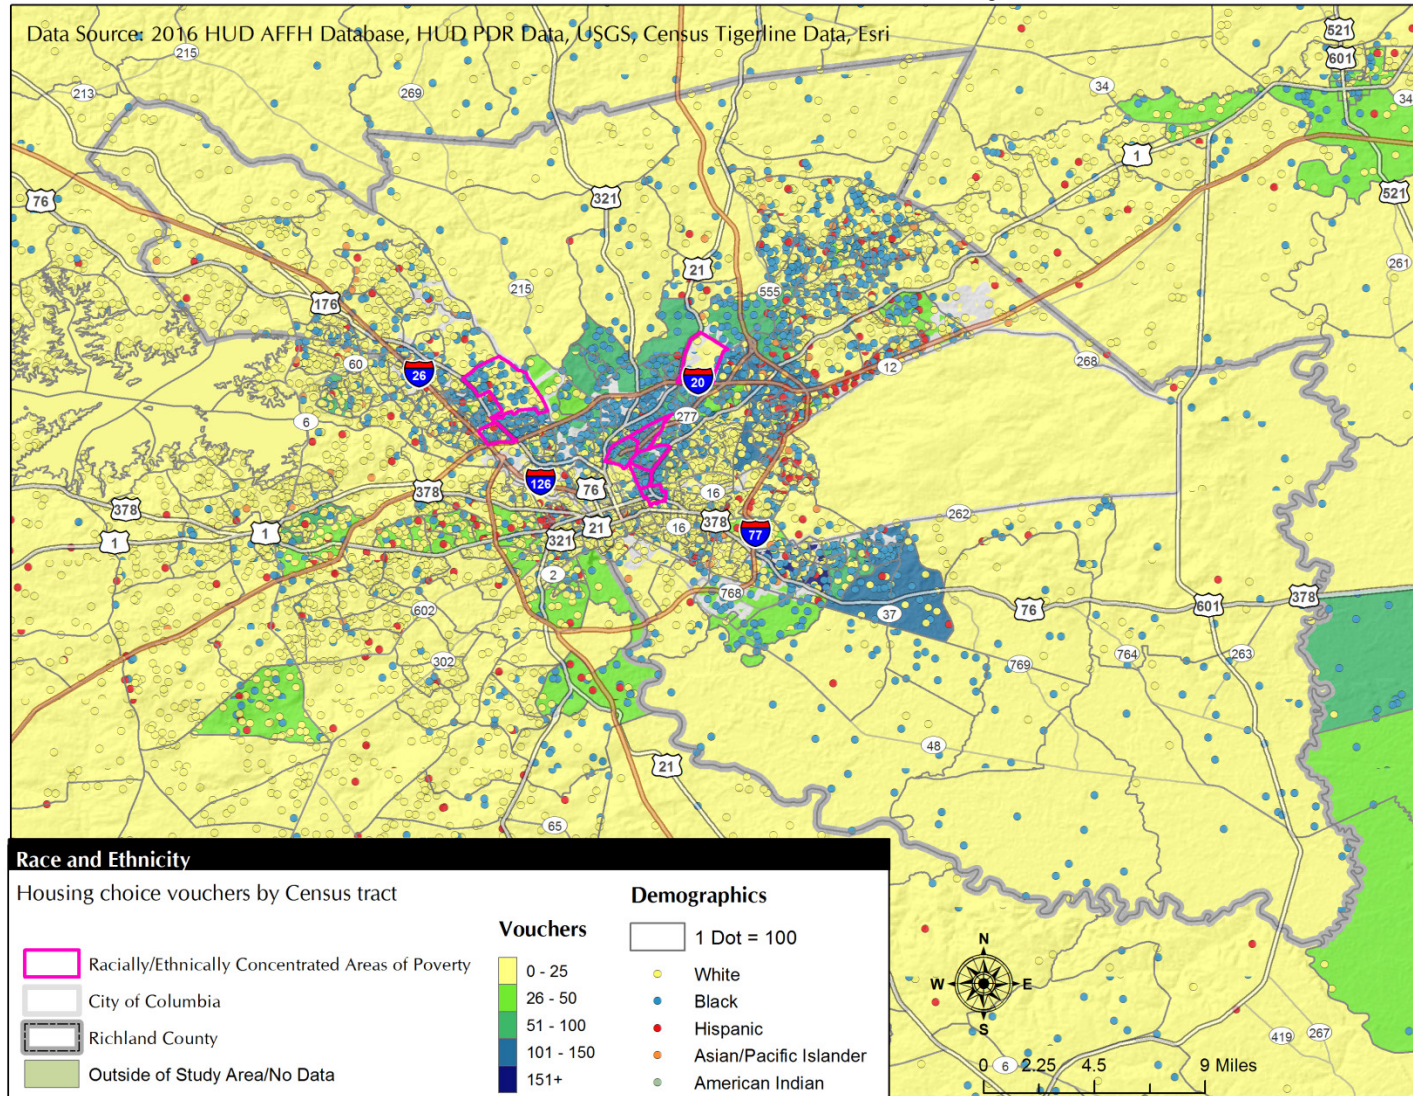 Data Source: 2016 HUD AFFH Database, HUD PDR Data, USGS, Census Tigerline Data, Esri
521
601
215
213
269
34
34
1
76
321
521
21
215
555
261
176
60
26
20
12
268
6
277
126
76
16
378
378
1
1
21
321
16
378
77
262
2
768
37
76
601
378
602
302
769
764
263
48
21
65
Race and Ethnicity
Housing choice vouchers by Census tract
Racially/Ethnically Concentrated Areas of Poverty
City of Columbia
Richland County
Outside of Study Area/No Data
Vouchers
0 - 25
26 - 50
51 - 100
101 - 150
151+
Demographics
1 Dot = 100
White
Black
Hispanic
Asian/Pacific Islander
American Indian
N
W E
S
419
267
0 2.25 4.5 9 Miles
6